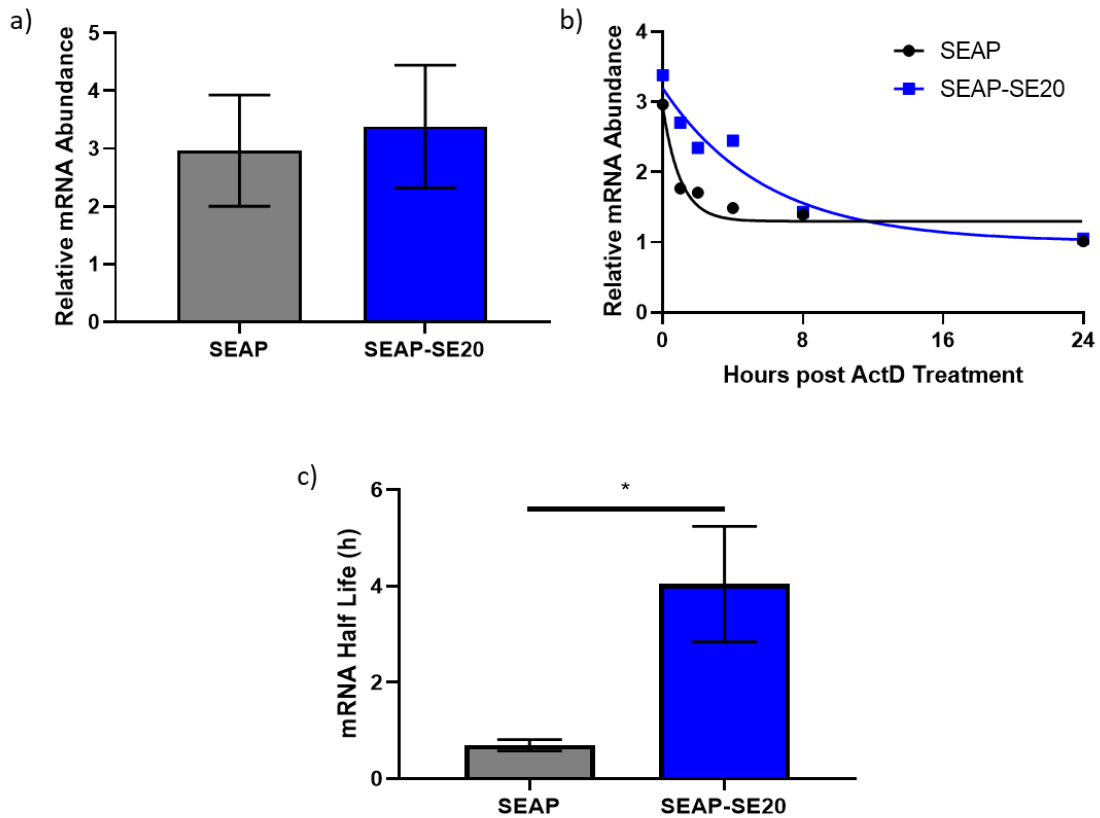 a)
Relative mRNA Abundance
5
4
3
2
1
0
SEAP
SEAP-SE20
b)
Relative mRNA Abundance
4
3
2
1
0
SEAP
SEAP-SE20
0
8
16
24
Hours post ActD Treatment
c)
mRNA Half Life (h)
6
4
2
0
*
SEAP
SEAP-SE20